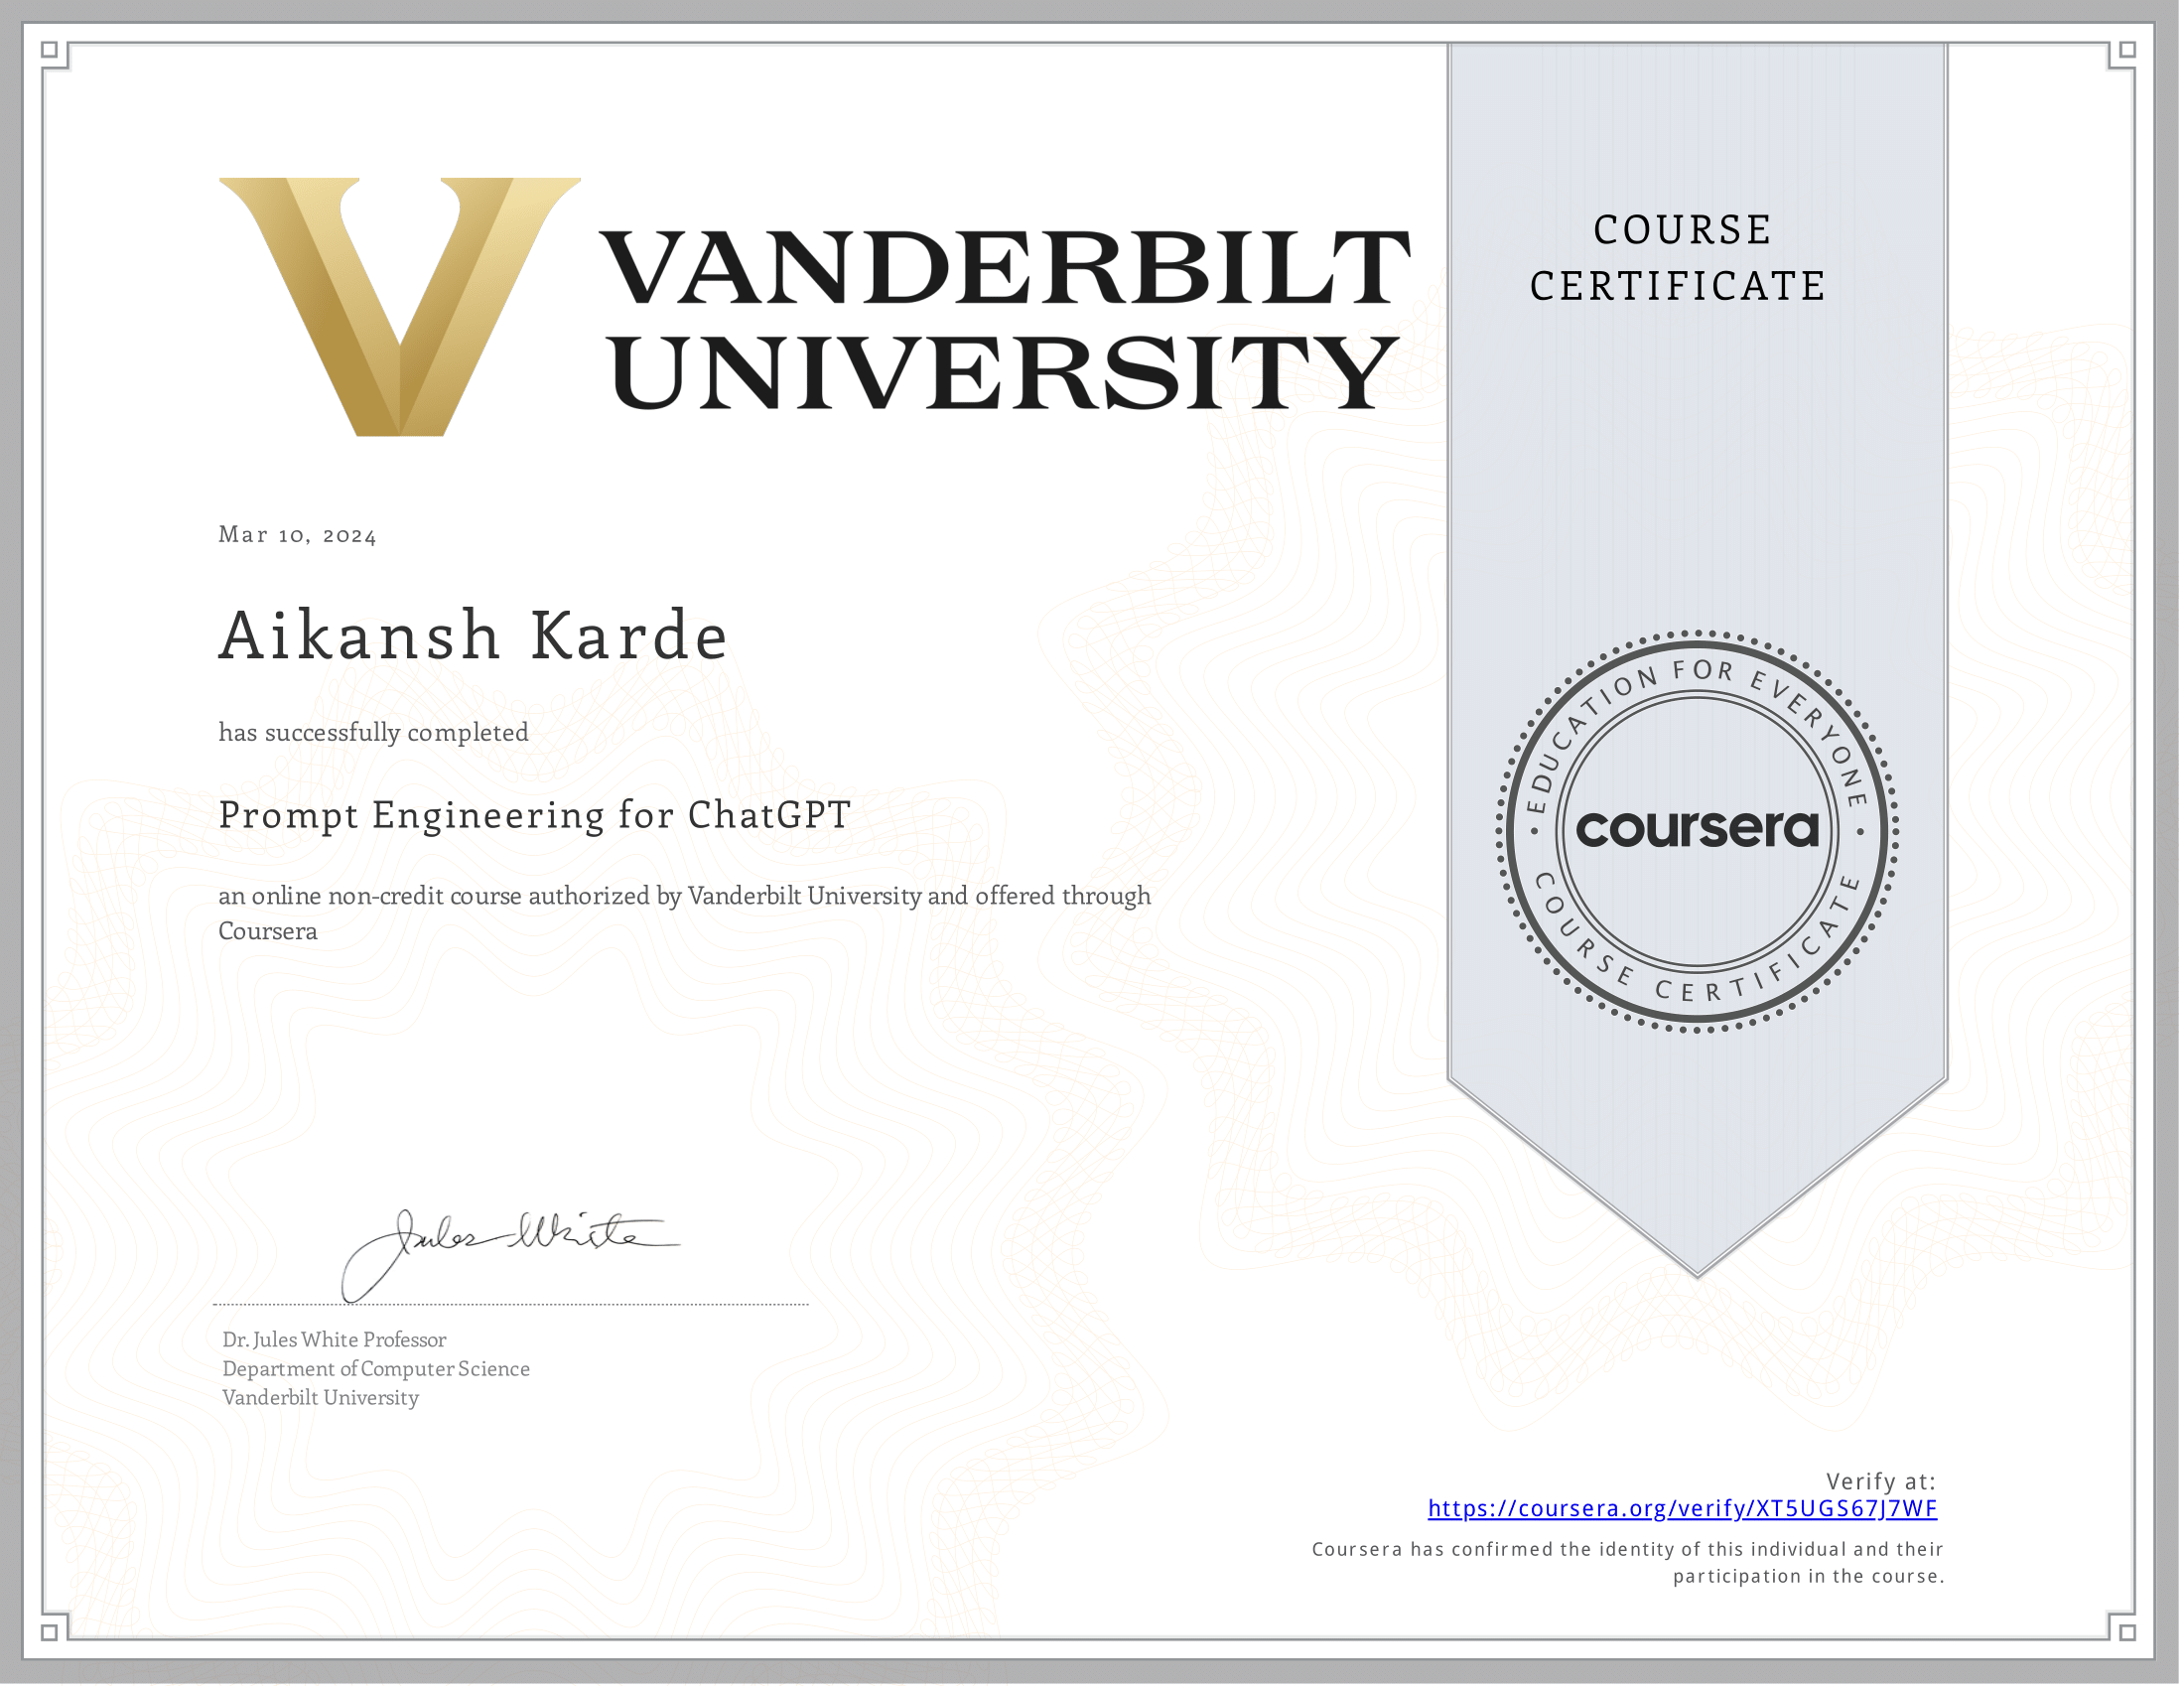 VANDERBILT
UNIVERSITY
COURSE
CERTIFICATE
Mar 10, 2024
Aikansh Karde
has successfully completed
Prompt Engineering for ChatGPT
an online non-credit course authorized by Vanderbilt University and offered through
Coursera
EDUCATION FOR EVERYONE
coursera
COURSE CERTIFICATE
Jules White
Dr. Jules White Professor
Department of Computer Science
Vanderbilt University
Verify at:
https://coursera.org/verify/XT5UGS67J7WF
Coursera has confirmed the identity of this individual and their
participation in the course.